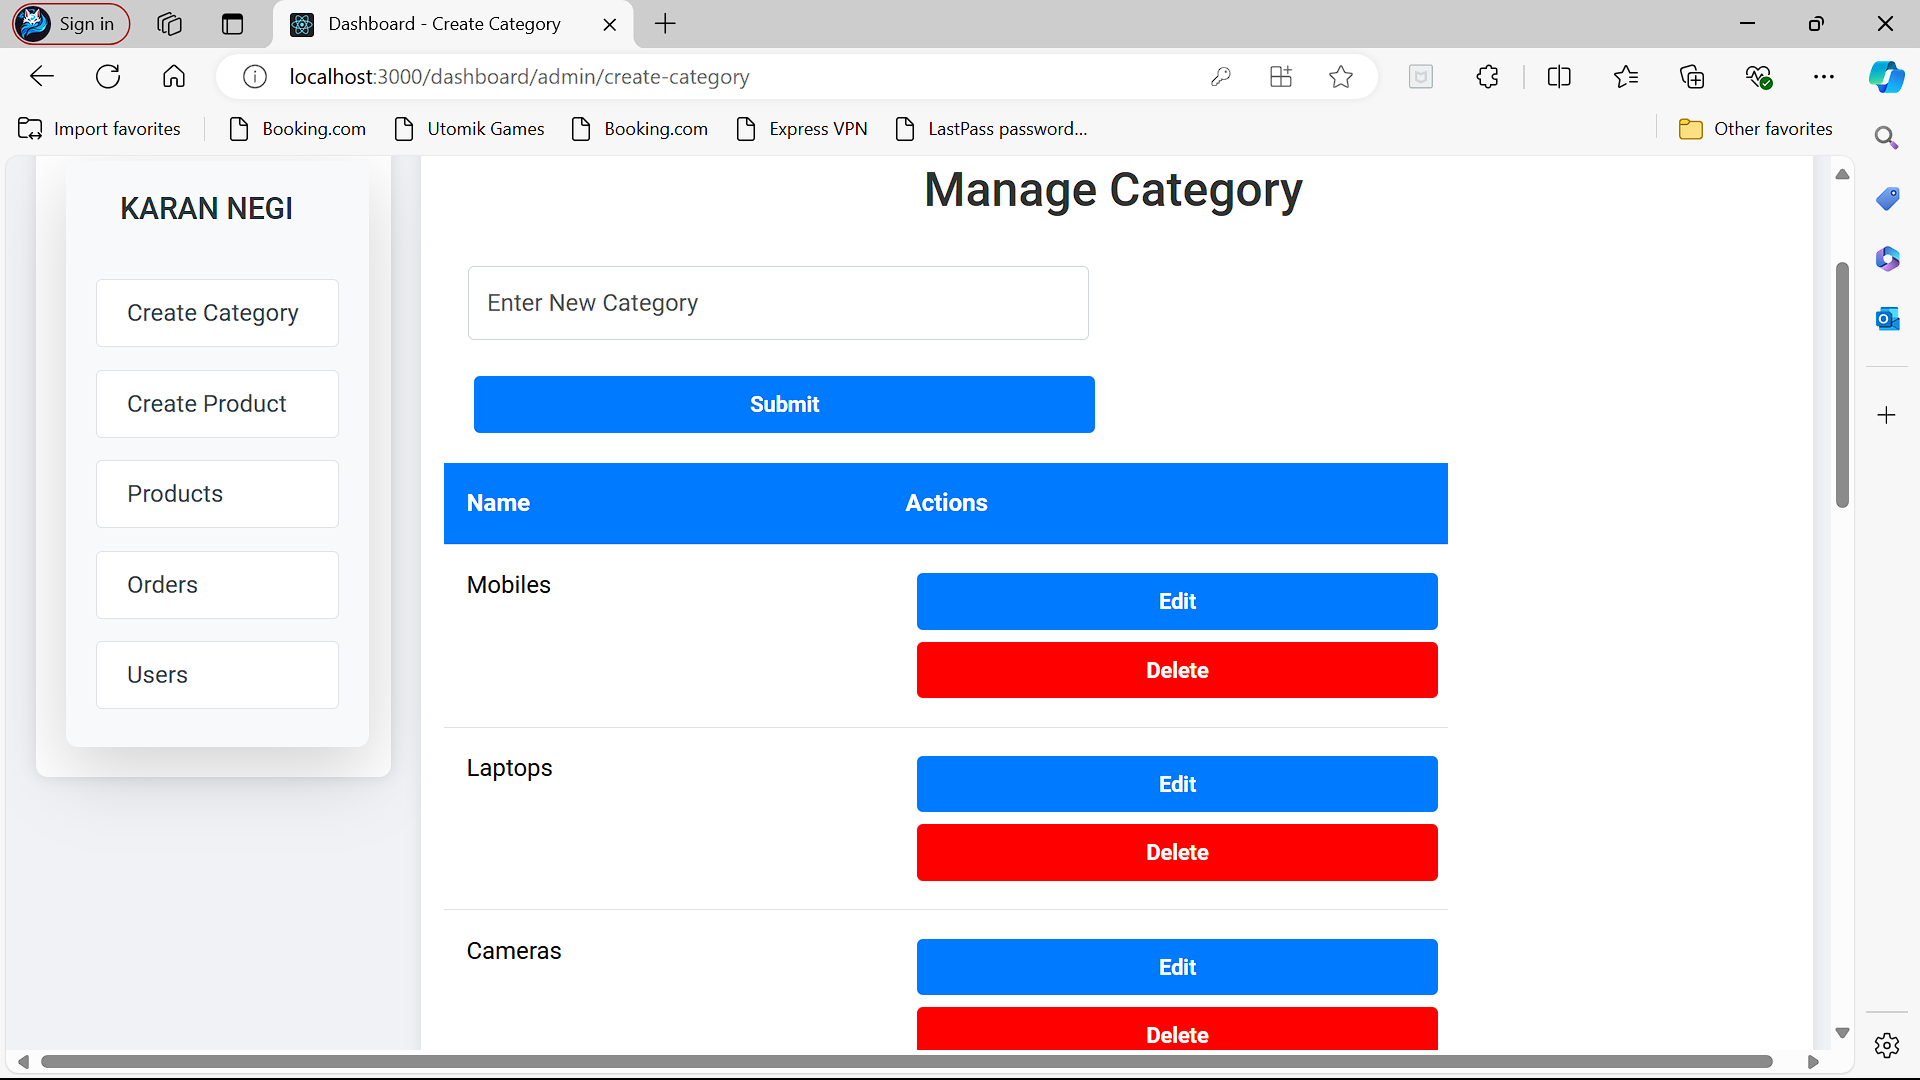 Sign in
Dashboard - Create Category
localhost:3000/dashboard/admin/create-category
Import favorites
Booking.com
Utomik Games
Booking.com
Express VPN
LastPass password...
Other favorites
KARAN NEGI
Create Category
Create Product
Products
Orders
Users
Manage Category
Enter New Category
Submit
Name Actions
Mobiles
Edit
Delete
Laptops
Edit
Delete
Cameras
Edit
Delete